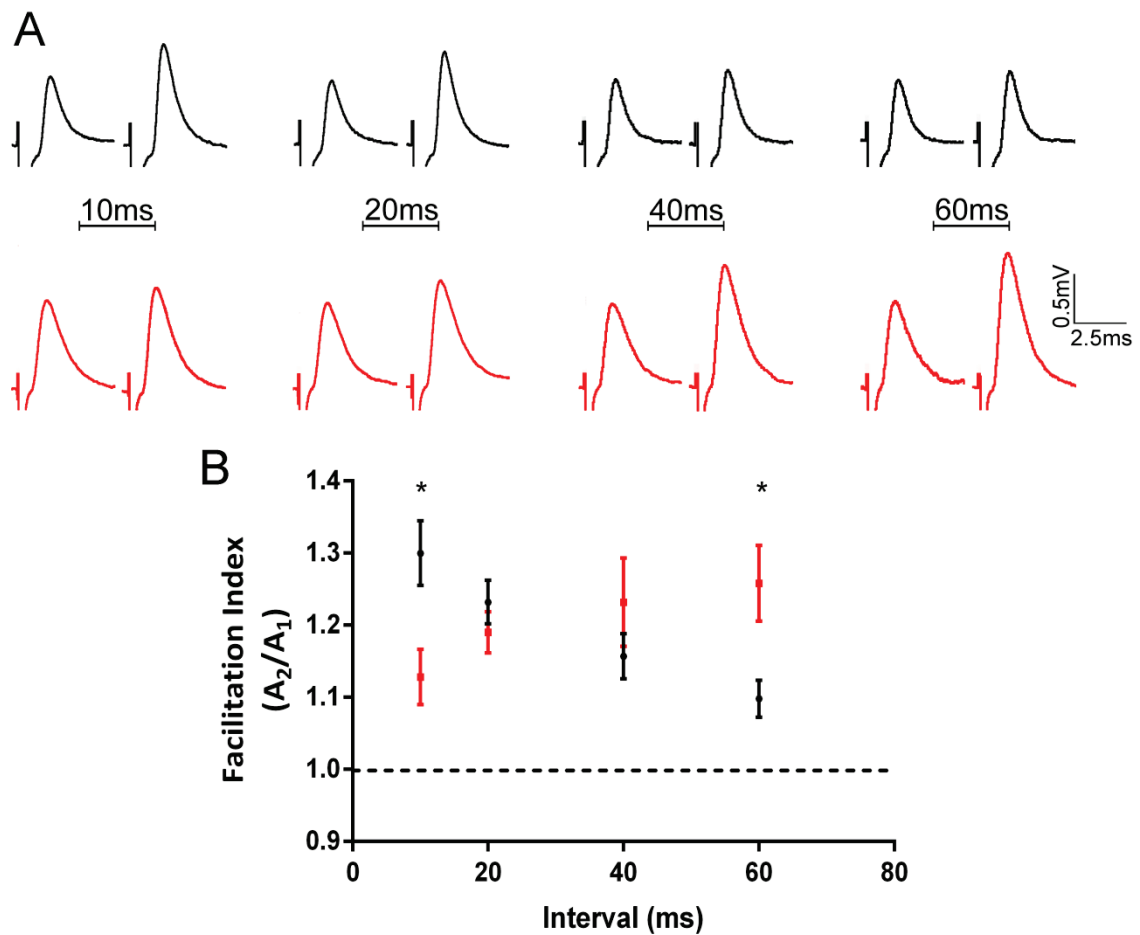 A
10ms 20ms 40ms 60ms
0.5mV
2.5ms
B
Facilitation Index
(A₂/A₁)
1.4
1.3
1.2
1.1
1.0
0.9
* *
0 20 40 60 80
Interval (ms)